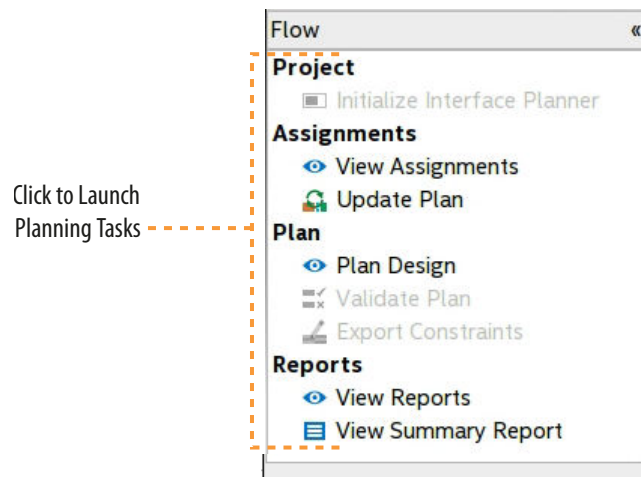 Flow «
Project
Initialize Interface Planner
Assignments
View Assignments
Update Plan
Click to Launch
Planning Tasks
Plan
Plan Design
Validate Plan
Export Constraints
Reports
View Reports
View Summary Report